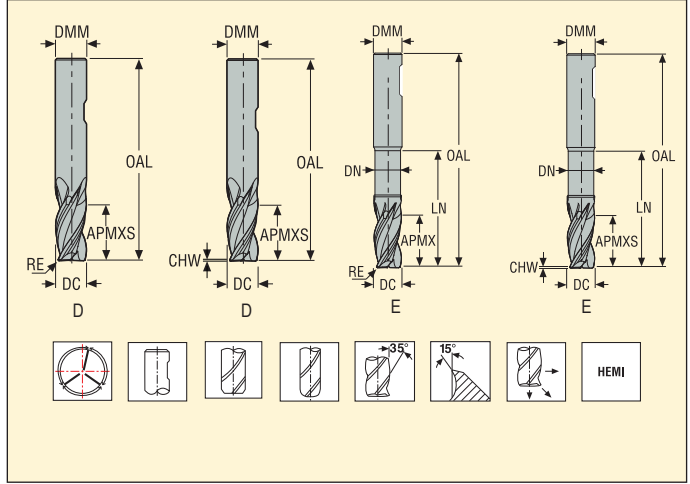 DMM
OAL
APMXS
RE
DC
D
DMM
OAL
APMXS
CHW
DC
D
DMM
OAL
DN
LN
APMX
RE
DC
E
DMM
OAL
DN
LN
APMXS
CHW
DC
E
35°
15°
HEMI